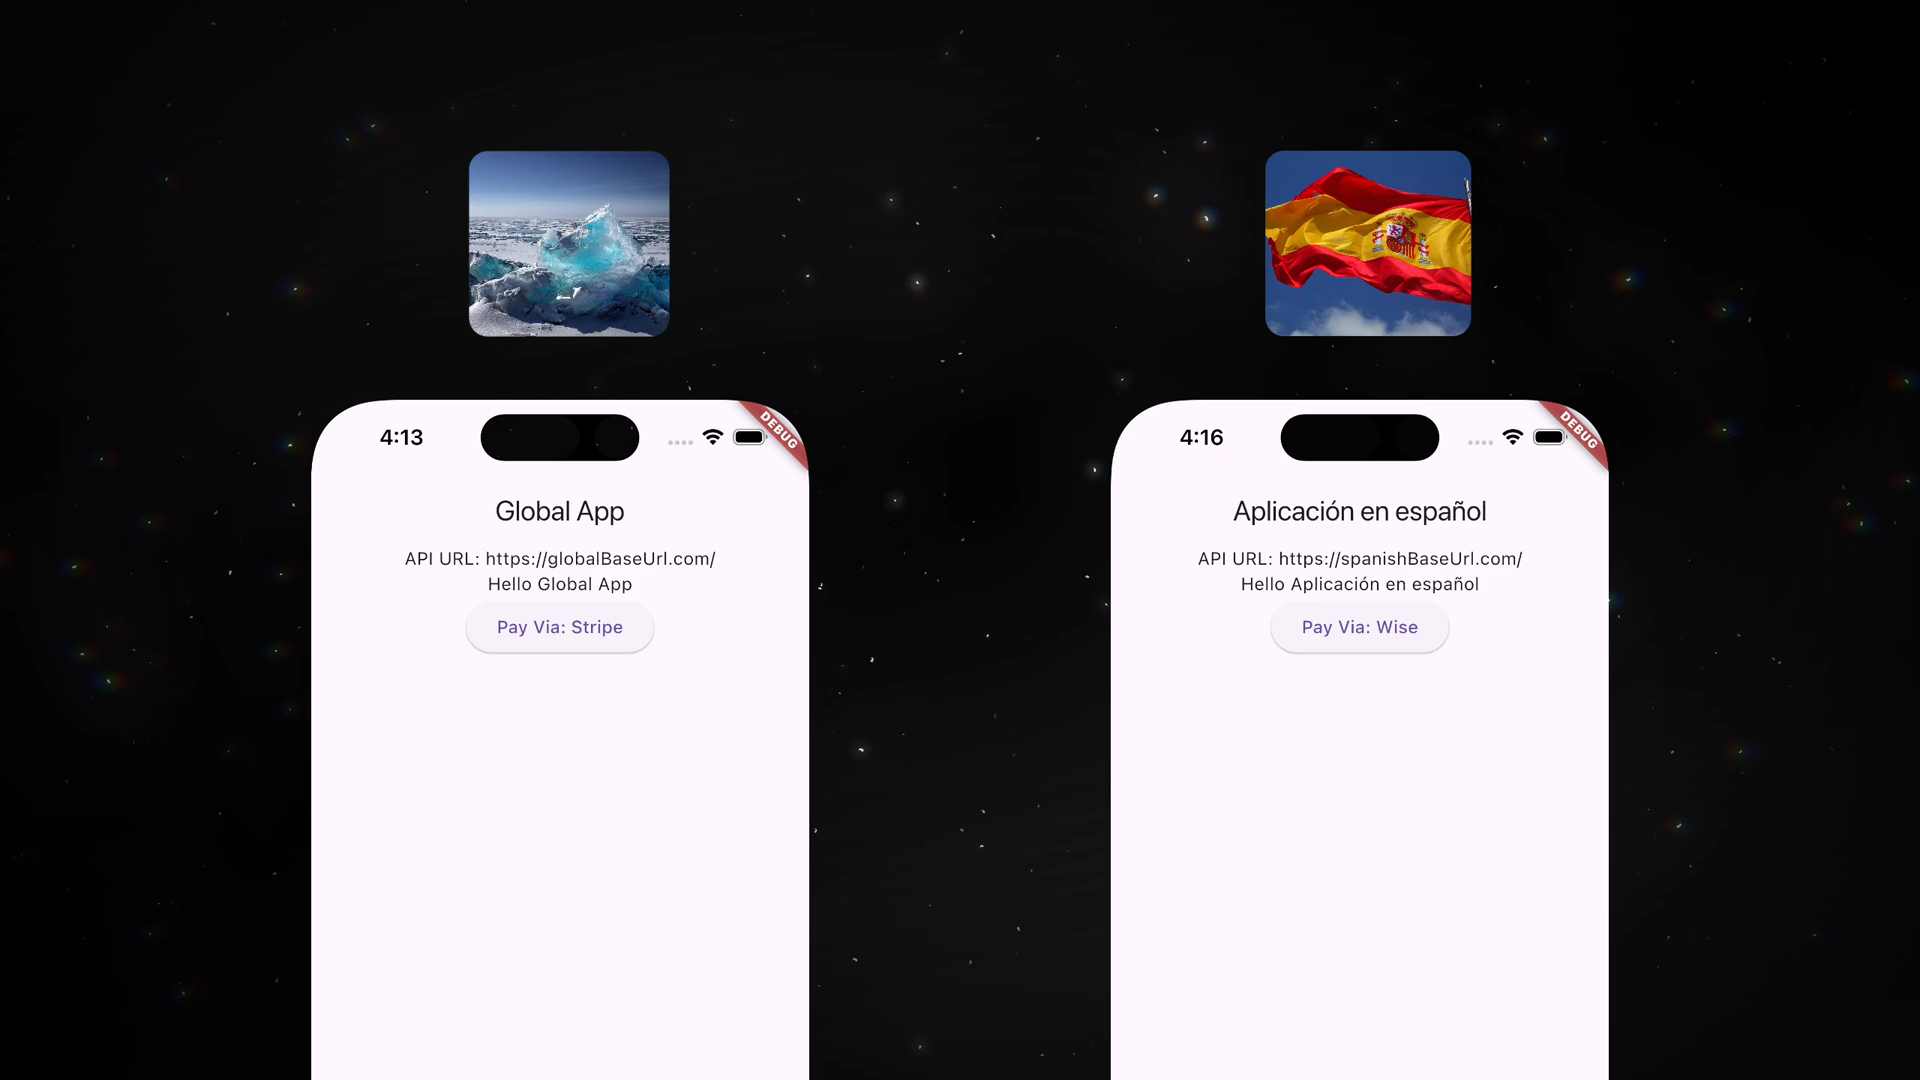 4:13
DEBUG
Global App
API URL: https://globalBaseUrl.com/
Hello Global App
Pay Via: Stripe
4:16
DEBUG
Aplicación en español
API URL: https://spanishBaseUrl.com/
Hello Aplicación en español
Pay Via: Wise